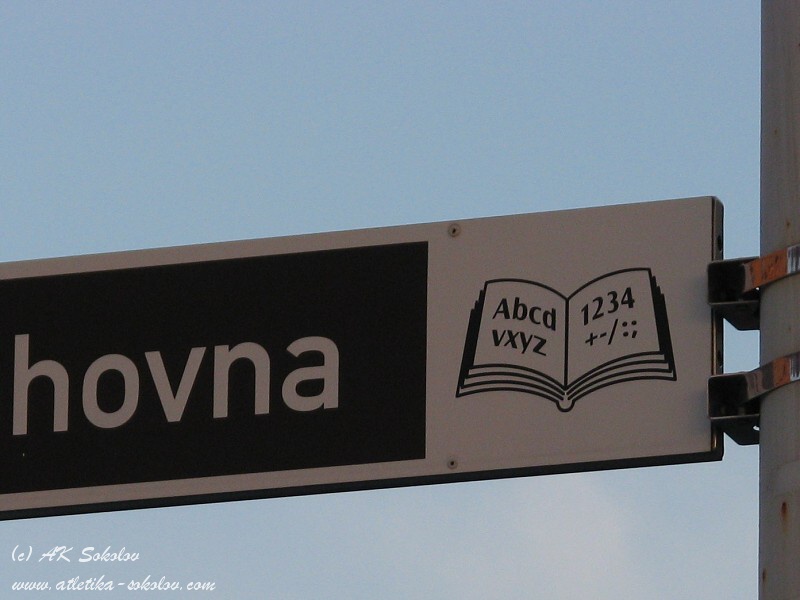 hovna
Abcd
vxyz
1234
+-/:;
(c) AK Sokolov
www.atletika-sokolov.com